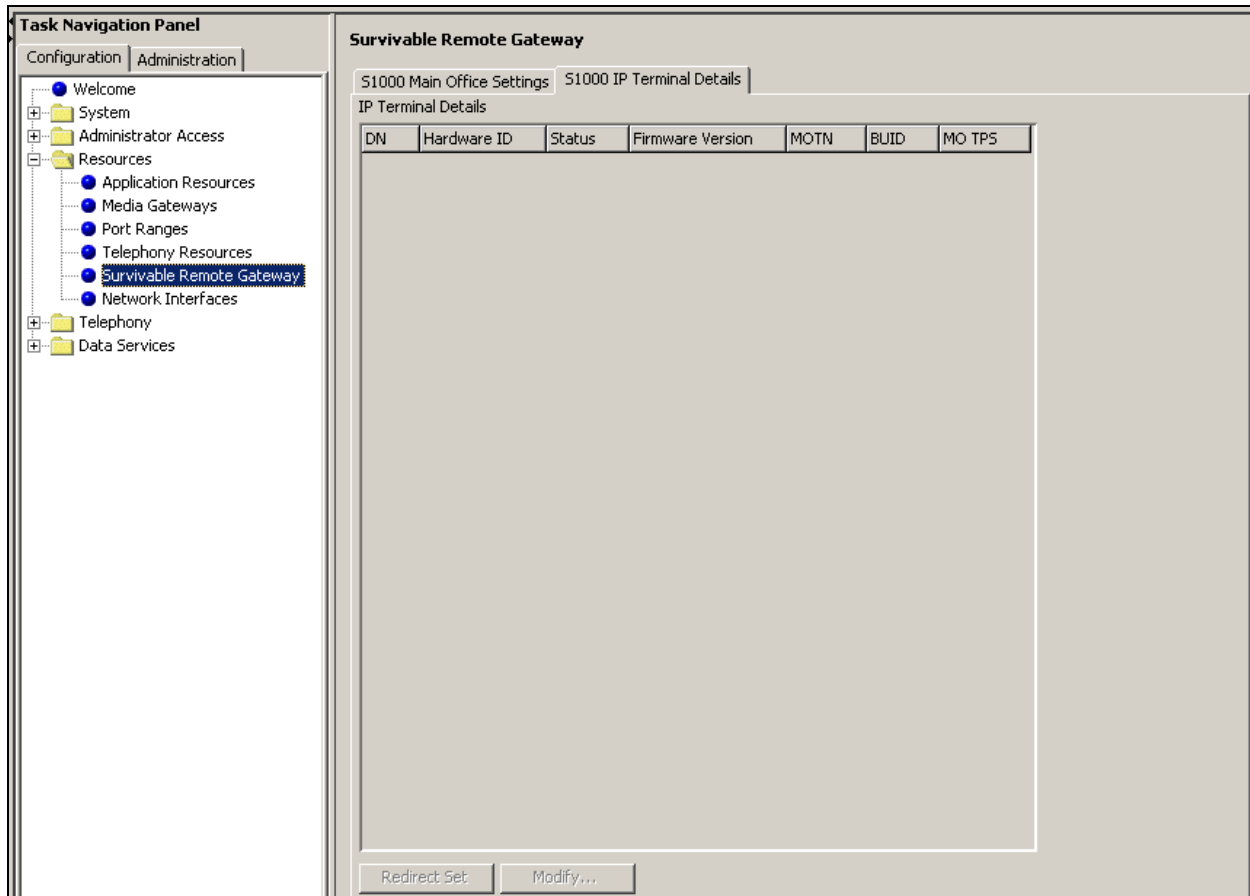 Task Navigation Panel
Configuration
Administration
Welcome
System
Administrator Access
Resources
Application Resources
Media Gateways
Port Ranges
Telephony Resources
Survivable Remote Gateway
Network Interfaces
Telephony
Data Services
Survivable Remote Gateway
S1000 Main Office Settings
S1000 IP Terminal Details
IP Terminal Details
DN Hardware ID Status Firmware Version MOTN BUID MO TPS
Redirect Set
Modify...